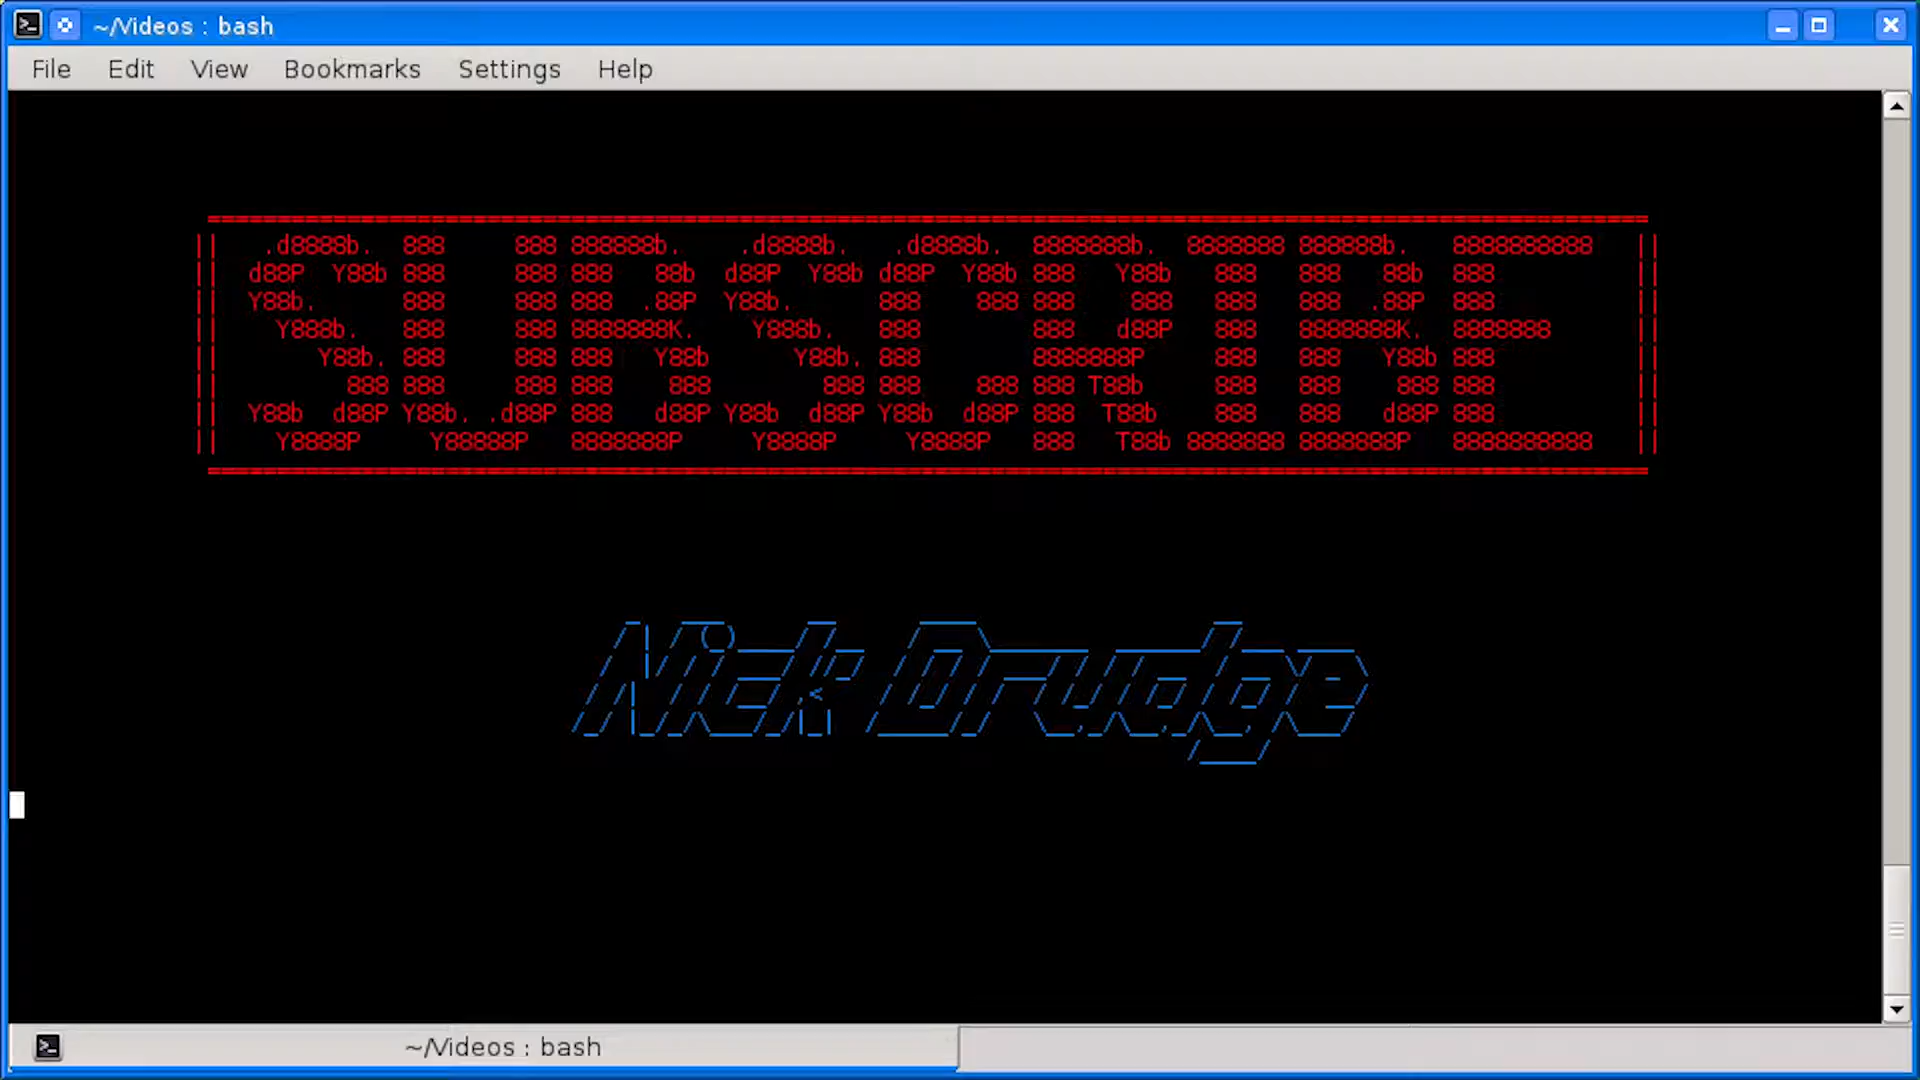 ~/Videos : bash
File Edit View Bookmarks Settings Help
SUBSCRIBE
Nick Drudge
~/Videos : bash